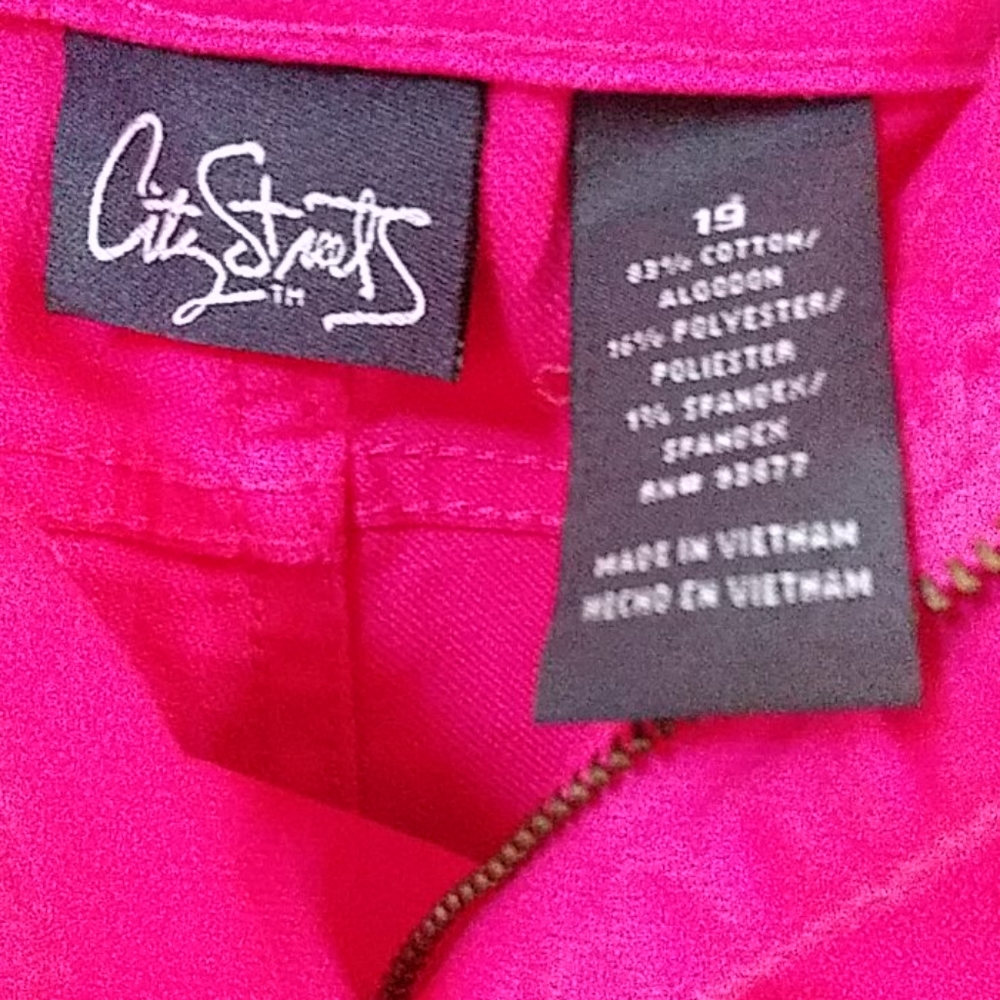 City Streets
TM
19
83% COTTON/
ALGODON
16% POLYESTER/
POLIESTER
1% SPANDEX/
SPANDEX
MADE IN VIETNAM
HECHO EN VIETNAM